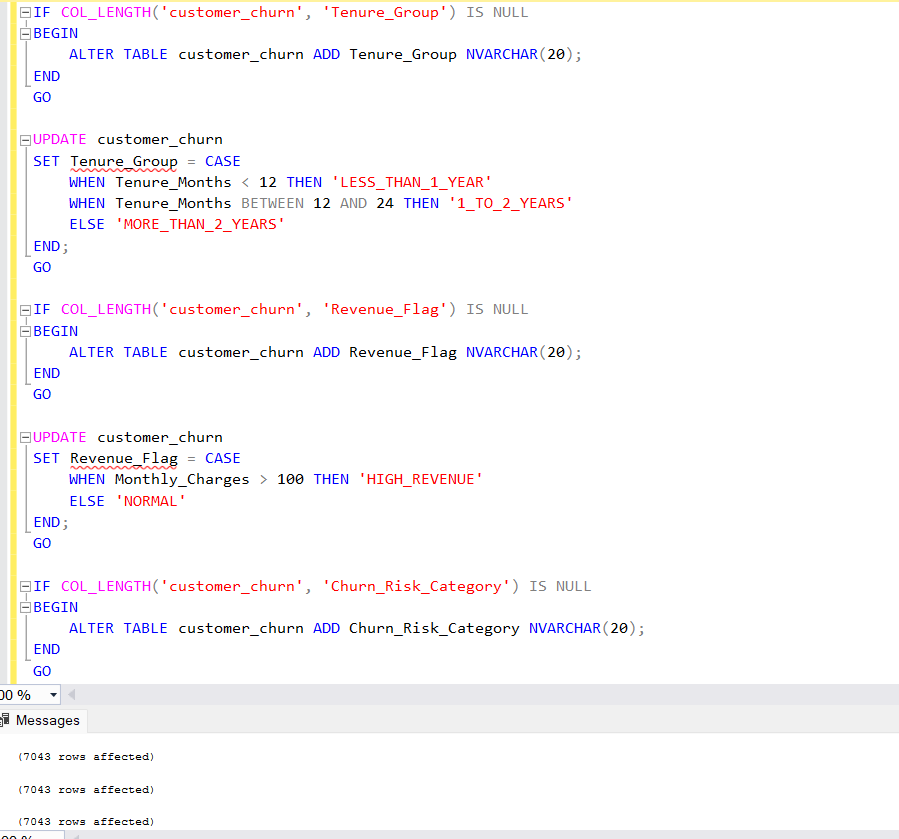 IF COL_LENGTH('customer_churn', 'Tenure_Group') IS NULL
BEGIN
ALTER TABLE customer_churn ADD Tenure_Group NVARCHAR(20);
END
GO
UPDATE customer_churn
SET Tenure_Group = CASE
WHEN Tenure_Months < 12 THEN 'LESS_THAN_1_YEAR'
WHEN Tenure_Months BETWEEN 12 AND 24 THEN '1_TO_2_YEARS'
ELSE 'MORE_THAN_2_YEARS'
END;
GO
IF COL_LENGTH('customer_churn', 'Revenue_Flag') IS NULL
BEGIN
ALTER TABLE customer_churn ADD Revenue_Flag NVARCHAR(20);
END
GO
UPDATE customer_churn
SET Revenue_Flag = CASE
WHEN Monthly_Charges > 100 THEN 'HIGH_REVENUE'
ELSE 'NORMAL'
END;
GO
IF COL_LENGTH('customer_churn', 'Churn_Risk_Category') IS NULL
BEGIN
ALTER TABLE customer_churn ADD Churn_Risk_Category NVARCHAR(20);
END
GO
00 %
Messages
(7043 rows affected)
(7043 rows affected)
(7043 rows affected)